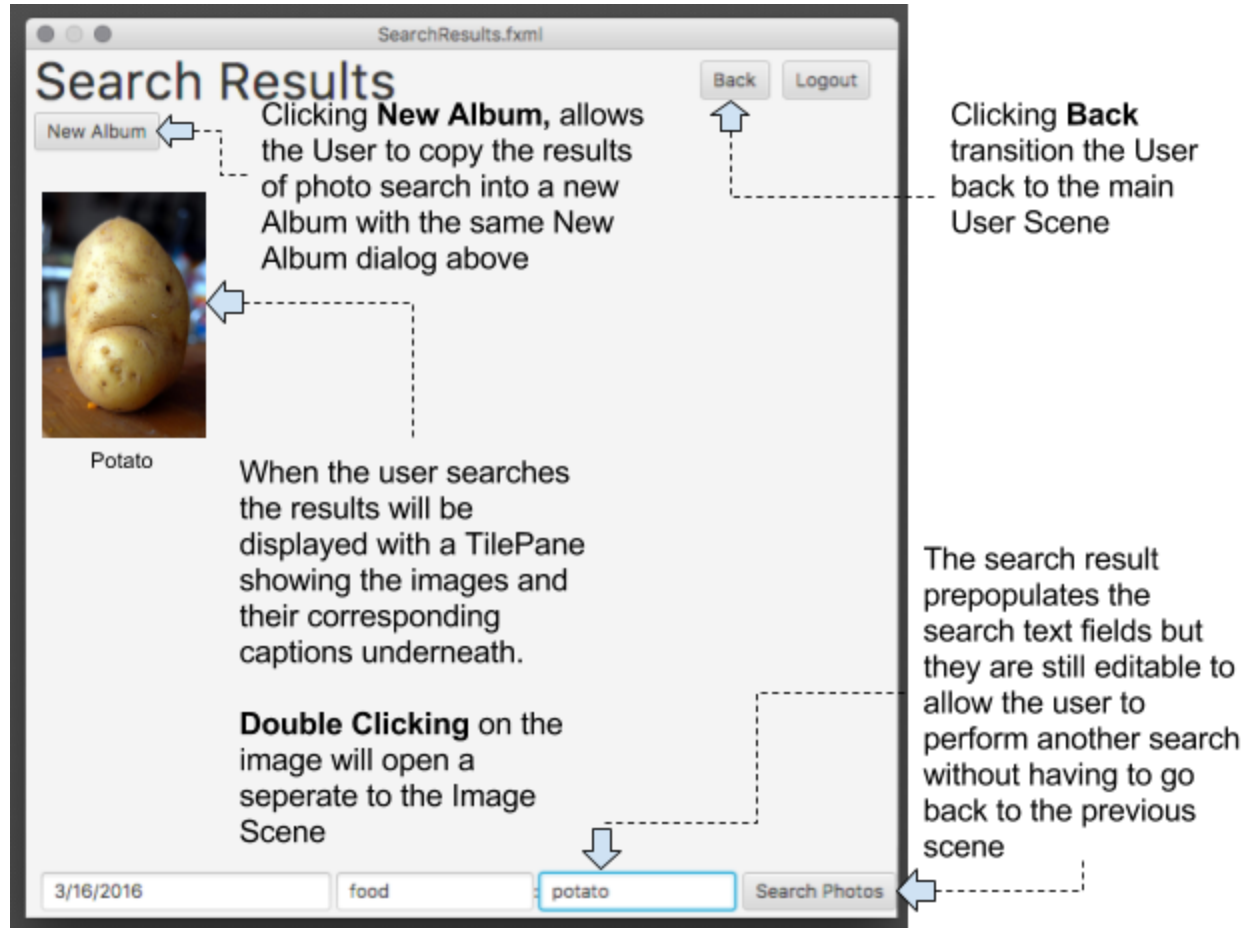 SearchResults.fxml
Search Results
Back
Logout
New Album
Clicking New Album, allows
the User to copy the results
of photo search into a new
Album with the same New
Album dialog above
Clicking Back
transition the User
back to the main
User Scene
Potato
When the user searches
the results will be
displayed with a TilePane
showing the images and
their corresponding
captions underneath.
Double Clicking on the
image will open a
seperate to the Image
Scene
The search result
prepopulates the
search text fields but
they are still editable to
allow the user to
perform another search
without having to go
back to the previous
scene
3/16/2016
food
:
potato
Search Photos